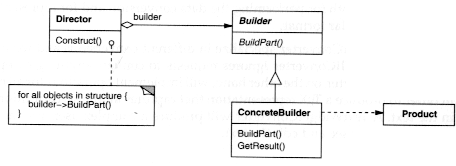 Director
builder
Builder
Construct()
BuildPart()
for all objects in structure {
builder->BuildPart()
}
ConcreteBuilder
Product
BuildPart()
GetResult()